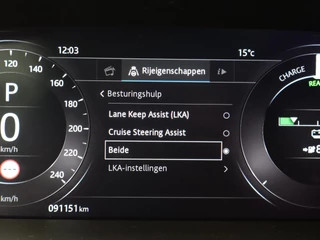 12:03
15°c
Rijeigenschappen
Besturingshulp
Lane Keep Assist (LKA)
Cruise Steering Assist
Beide
LKA-instellingen
091151 km
120
140
160
180
200
220
240
P
0
km/h
km/h
CHARGE
REA